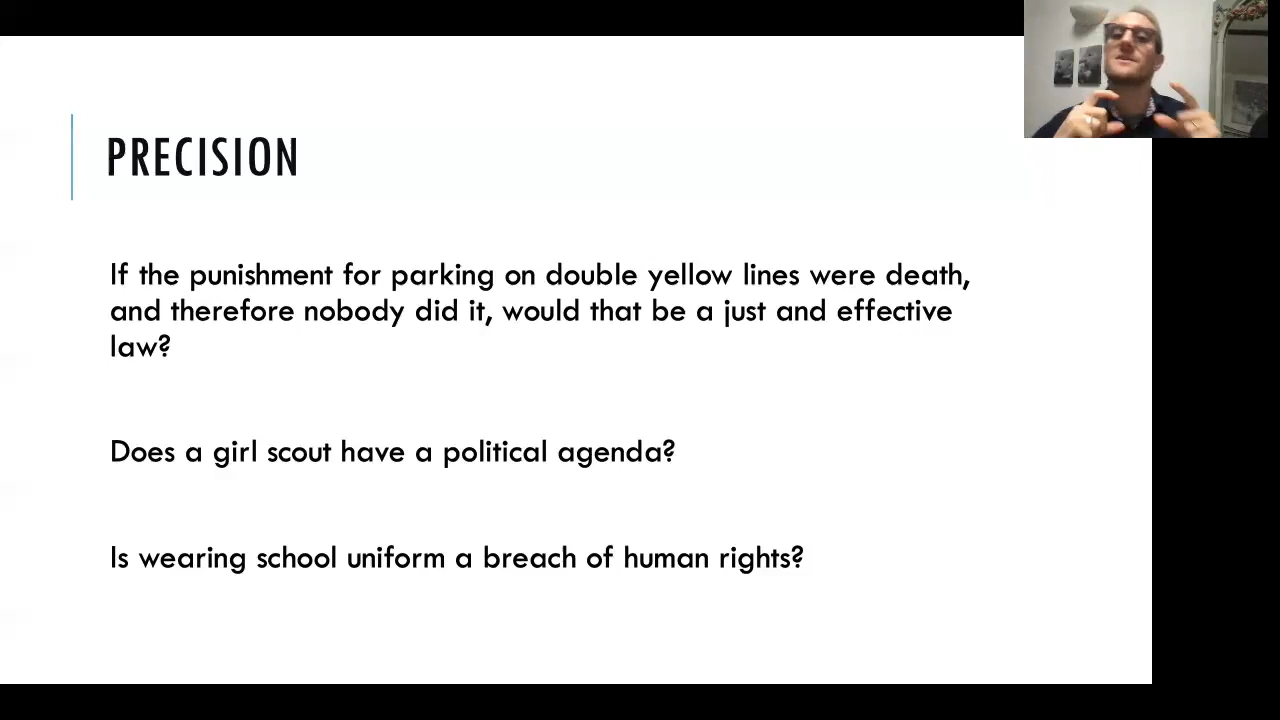 PRECISION
If the punishment for parking on double yellow lines were death,
and therefore nobody did it, would that be a just and effective
law?
Does a girl scout have a political agenda?
Is wearing school uniform a breach of human rights?